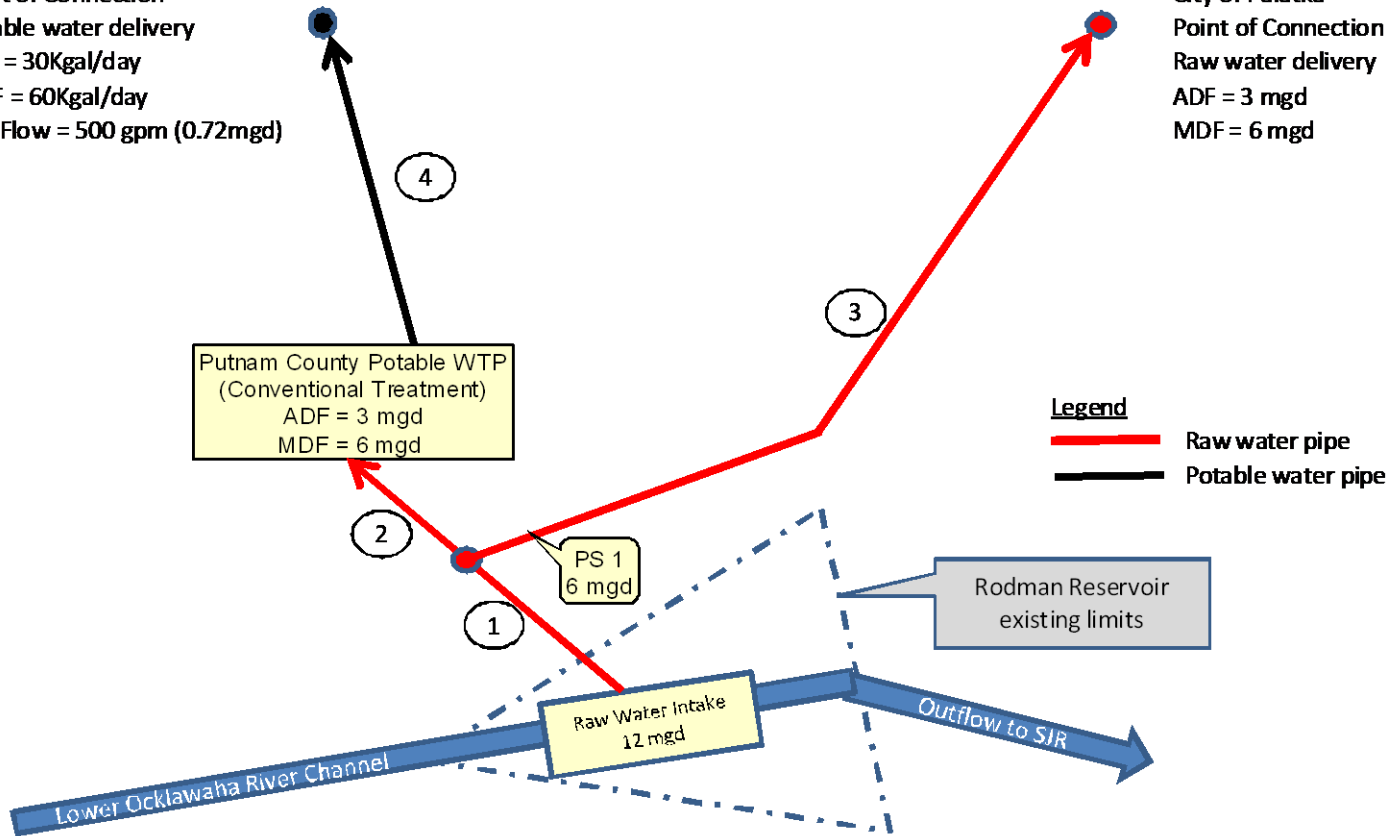 Connection
water delivery
= 30Kgal/day
= 60Kgal/day
Flow = 500 gpm (0.72mgd)
Point of Connection
Raw water delivery
ADF = 3 mgd
MDF = 6 mgd
4
3
Putnam County Potable WTP
(Conventional Treatment)
ADF = 3 mgd
MDF = 6 mgd
Legend
Raw water pipe
Potable water pipe
2
PS 1
6 mgd
1
Rodman Reservoir
existing limits
Raw Water Intake
12 mgd
Outflow to SJR
Lower Ocklawaha River Channel